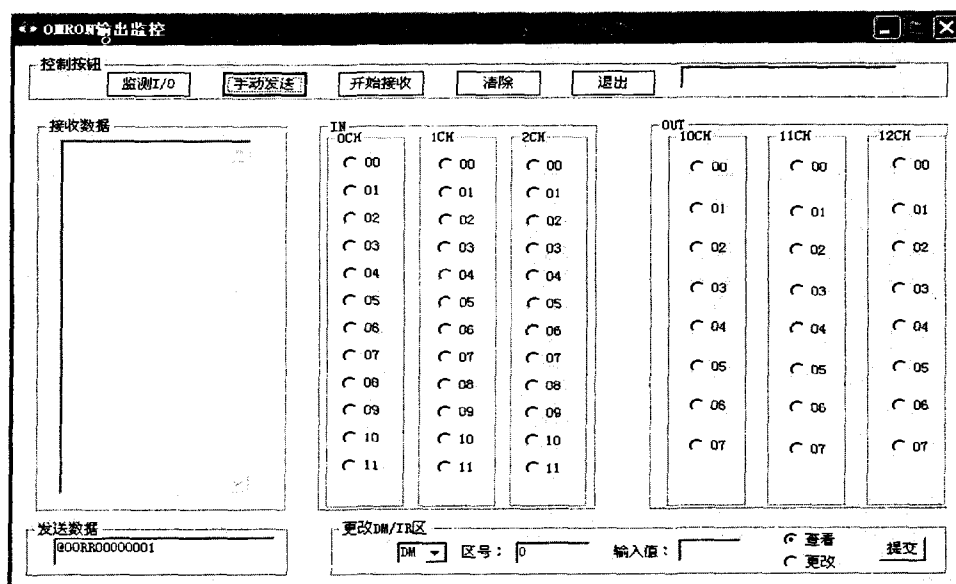 OMRON输出监控
控制按钮
监测I/O 手动发送 开始接收 清除 退出
接收数据
IN
0CH 1CH 2CH
OUT
10CH 11CH 12CH
00 00 00 00 00 00
01 01 01 01 01 01
02 02 02 02 02 02
03 03 03 03 03 03
04 04 04 04 04 04
05 05 05 05 05 05
06 06 06 06 06 06
07 07 07 07 07 07
08 08 08
09 09 09
10 10 10
11 11 11
发送数据
@00RR00000001
更改DM/IR区
DM 区号: 0 输入值: 查看 提交
更改